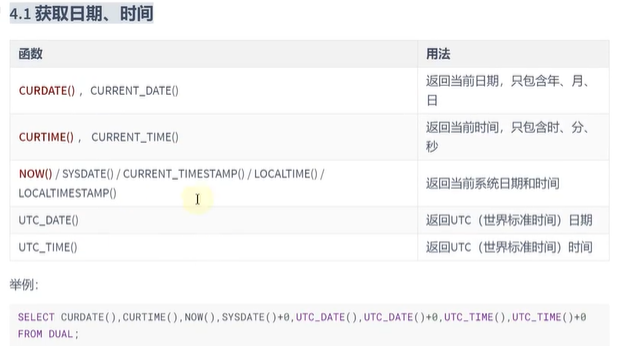 4.1 获取日期、时间
函数 用法
CURDATE() ，CURRENT_DATE() 返回当前日期，只包含年、月、
日
CURTIME() ，CURRENT_TIME() 返回当前时间，只包含时、分、
秒
NOW() / SYSDATE() / CURRENT_TIMESTAMP() / LOCALTIME() /
LOCALTIMESTAMP() 返回当前系统日期和时间
UTC_DATE() 返回UTC（世界标准时间）日期
UTC_TIME() 返回UTC（世界标准时间）时间
举例：
SELECT CURDATE(),CURTIME(),NOW(),SYSDATE()+0,UTC_DATE(),UTC_DATE()+0,UTC_TIME(),UTC_TIME()+0
FROM DUAL;